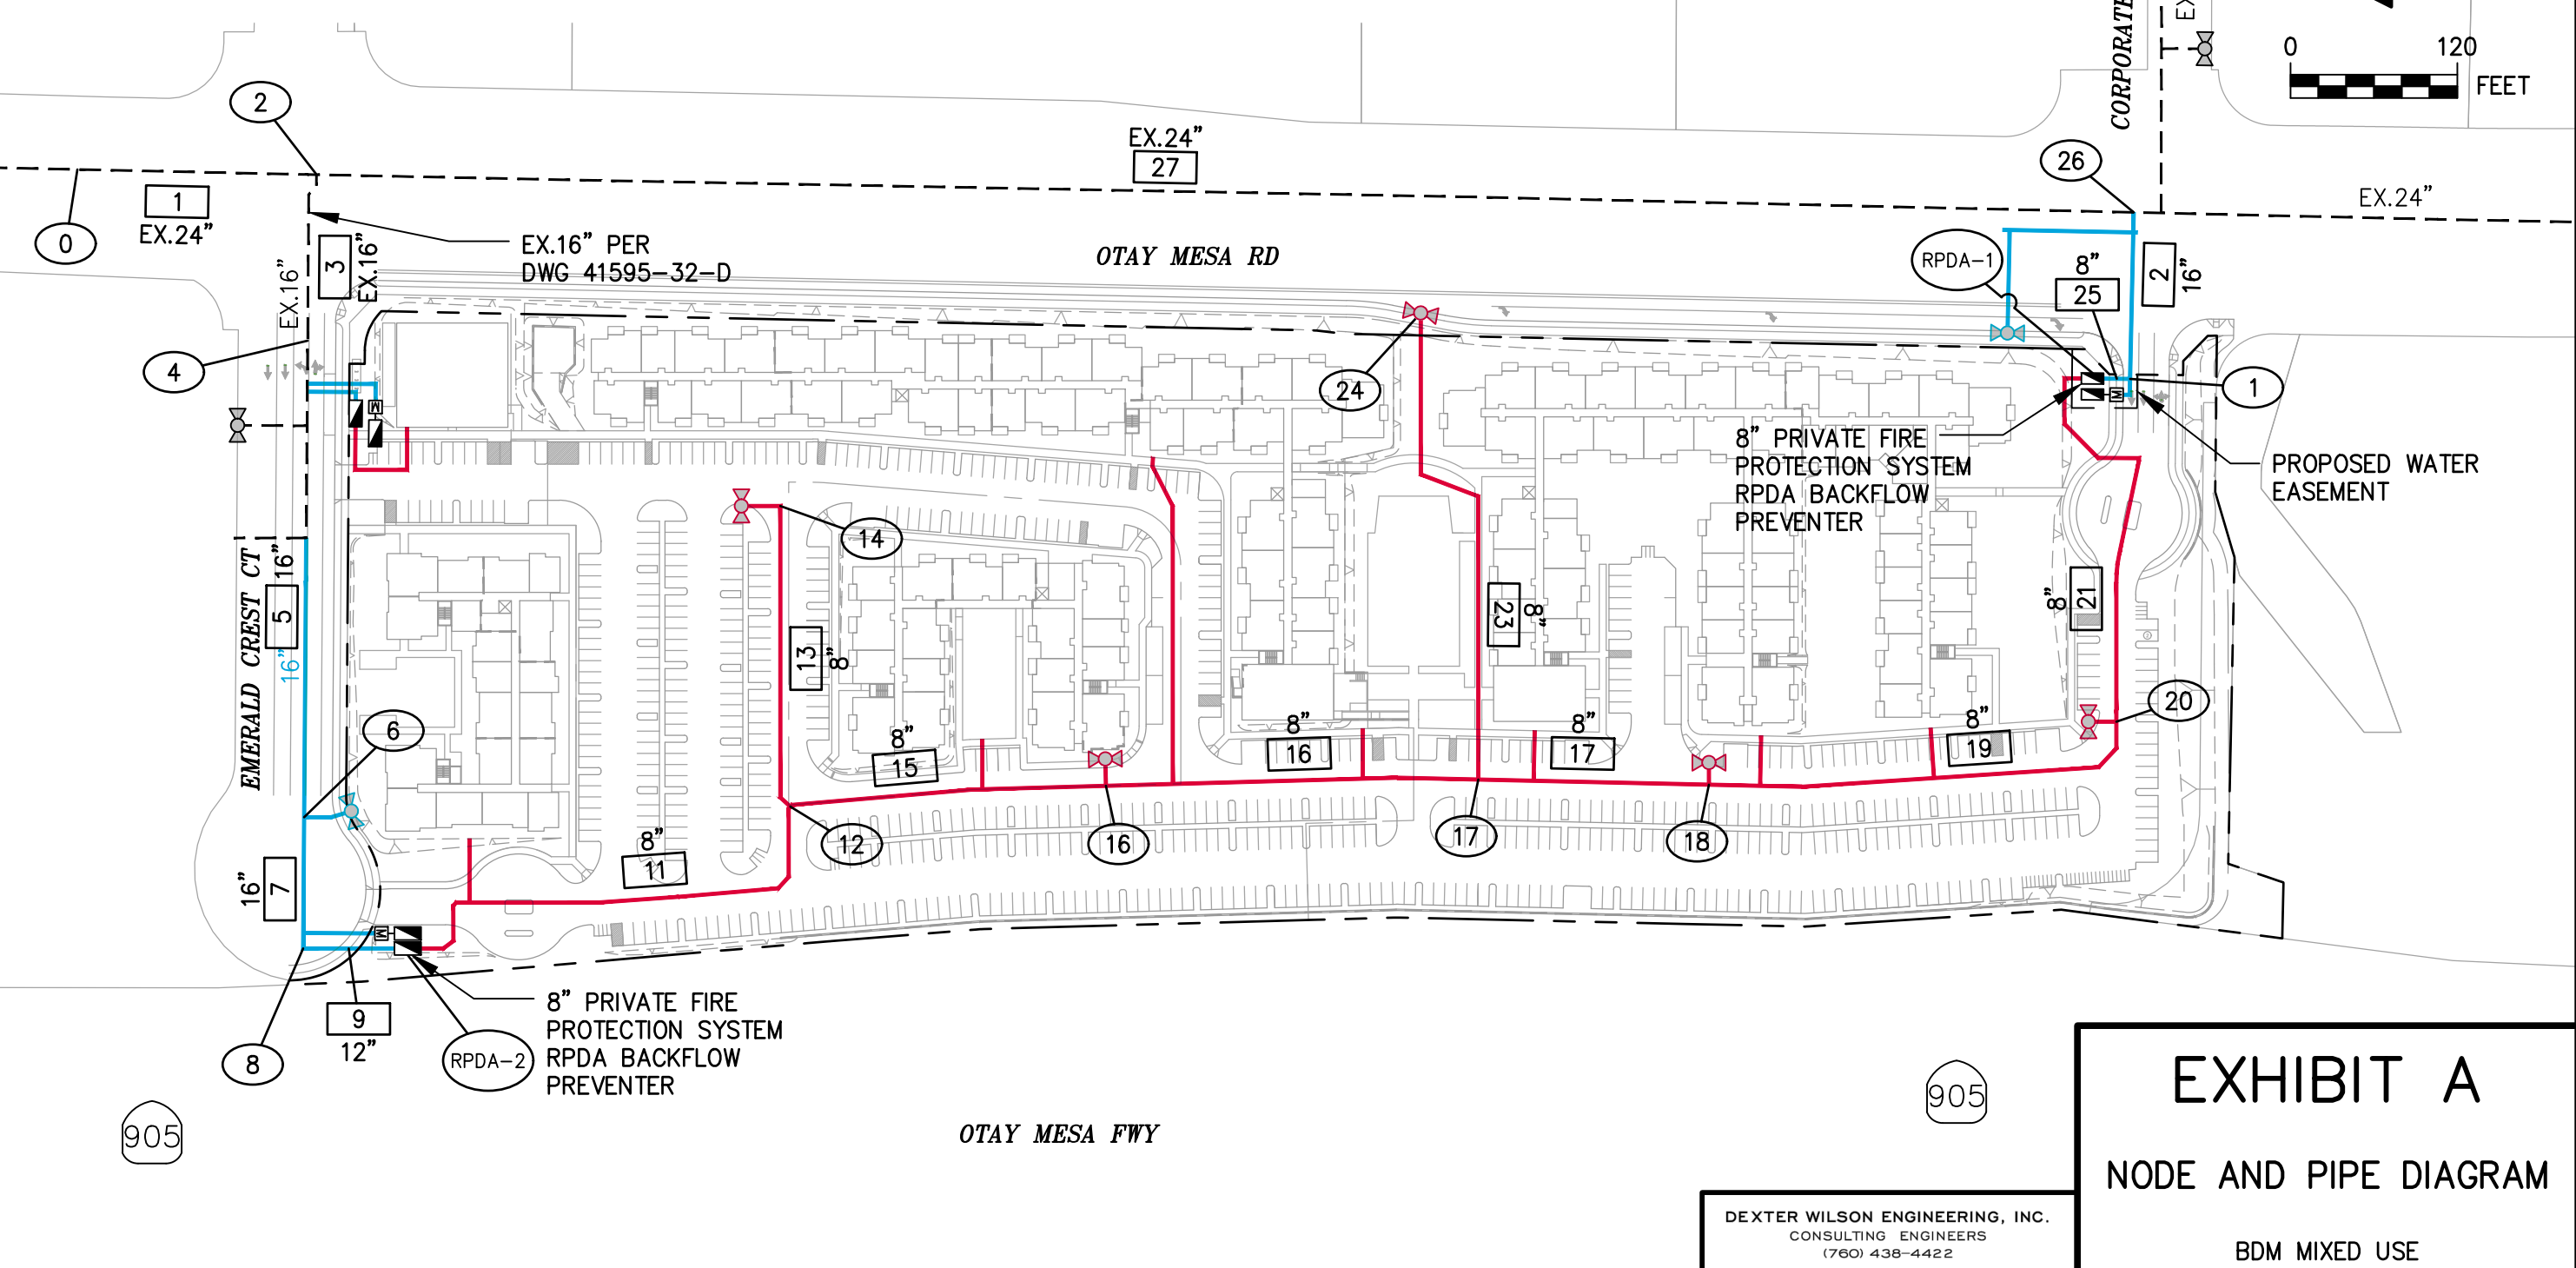 CORPORATE
EX
0 120
FEET
2
EX.24"
27
26
1
EX.24"
0
EX.24"
3
EX.16"
EX.16"
EX.16" PER
DWG 41595-32-D
OTAY MESA RD
RPDA-1
8"
25
2
16"
4
24
1
8" PRIVATE FIRE
PROTECTION SYSTEM
RPDA BACKFLOW
PREVENTER
PROPOSED WATER
EASEMENT
M
M
M
14
EMERALD CREST CT
5
16"
16"
13
8"
23
8"
21
8"
6
20
8"
15
8"
16
8"
17
8"
19
12
16
17
18
8"
11
7
16"
M
9
12"
8
RPDA-2
8" PRIVATE FIRE
PROTECTION SYSTEM
RPDA BACKFLOW
PREVENTER
905
905
OTAY MESA FWY
EXHIBIT A
NODE AND PIPE DIAGRAM
BDM MIXED USE
DEXTER WILSON ENGINEERING, INC.
CONSULTING ENGINEERS
(760) 438-4422